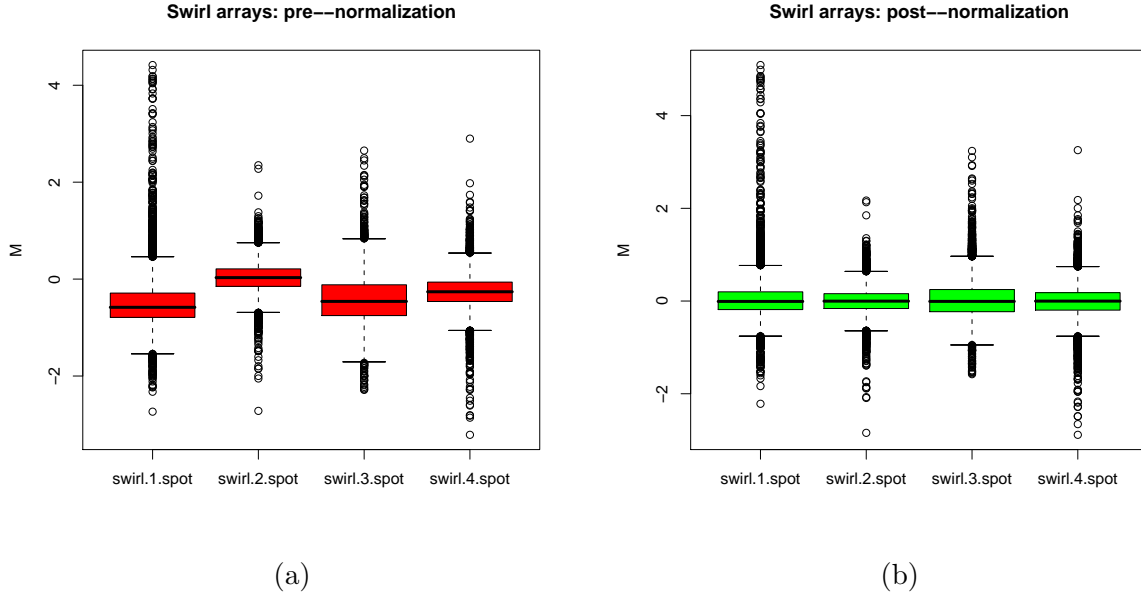 Swirl arrays: pre−−normalization
M
4
2
0
−2
swirl.1.spot swirl.2.spot swirl.3.spot swirl.4.spot
(a)
Swirl arrays: post−−normalization
M
4
2
0
−2
swirl.1.spot swirl.2.spot swirl.3.spot swirl.4.spot
(b)